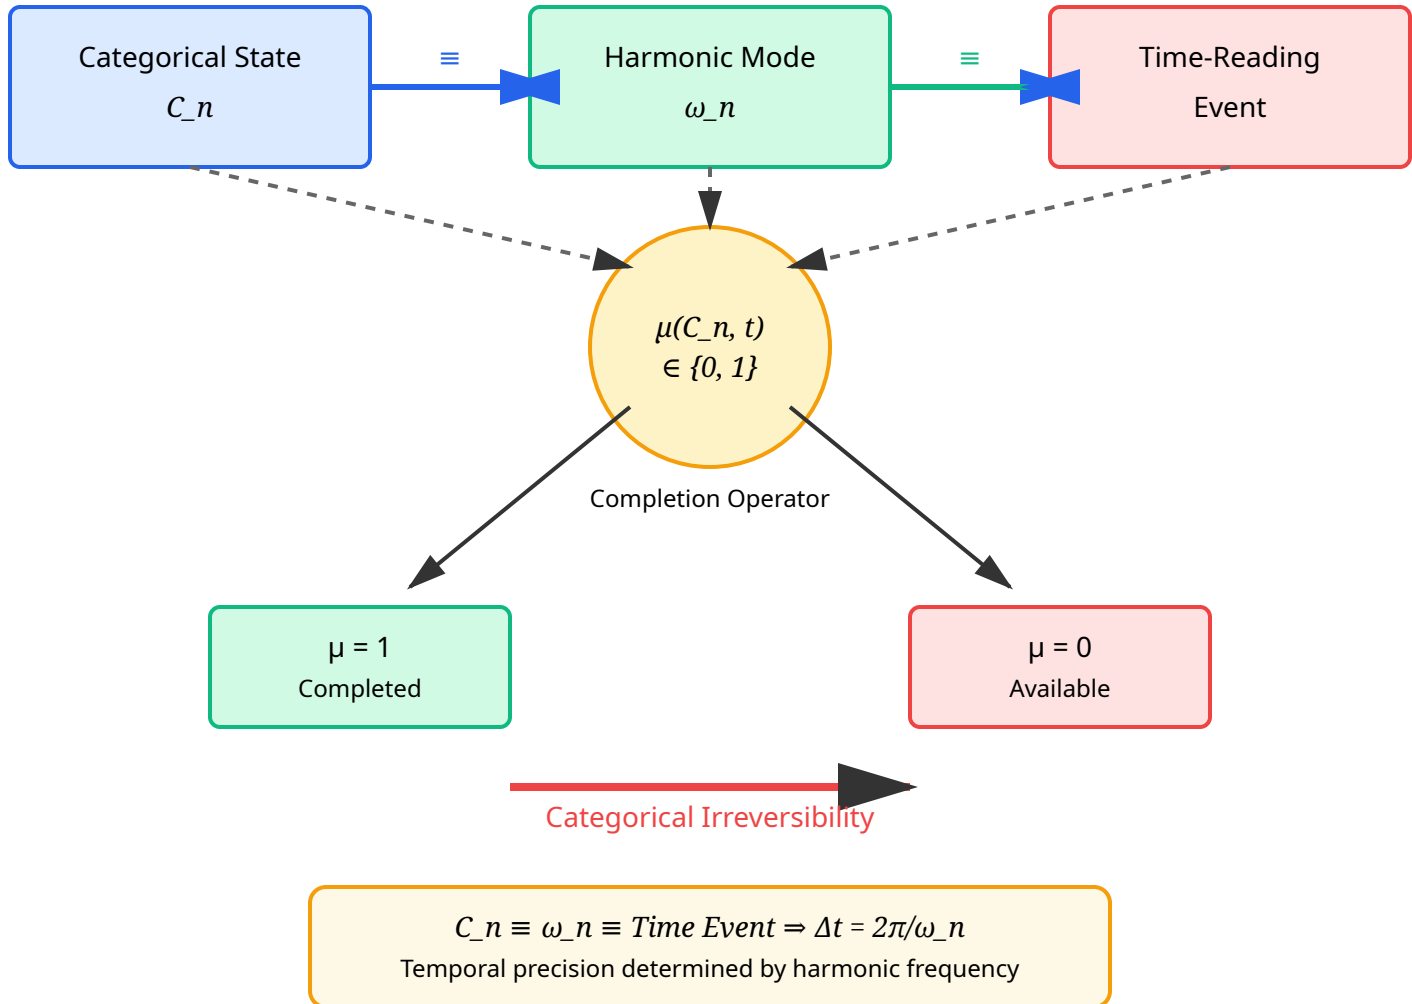 Categorical State
C_n
≡
Harmonic Mode
ω_n
≡
Time-Reading
Event
μ(C_n, t)
∈ {0, 1}
Completion Operator
μ = 1
Completed
μ = 0
Available
Categorical Irreversibility
C_n ≡ ω_n ≡ Time Event ⇒ Δt = 2π/ω_n
Temporal precision determined by harmonic frequency